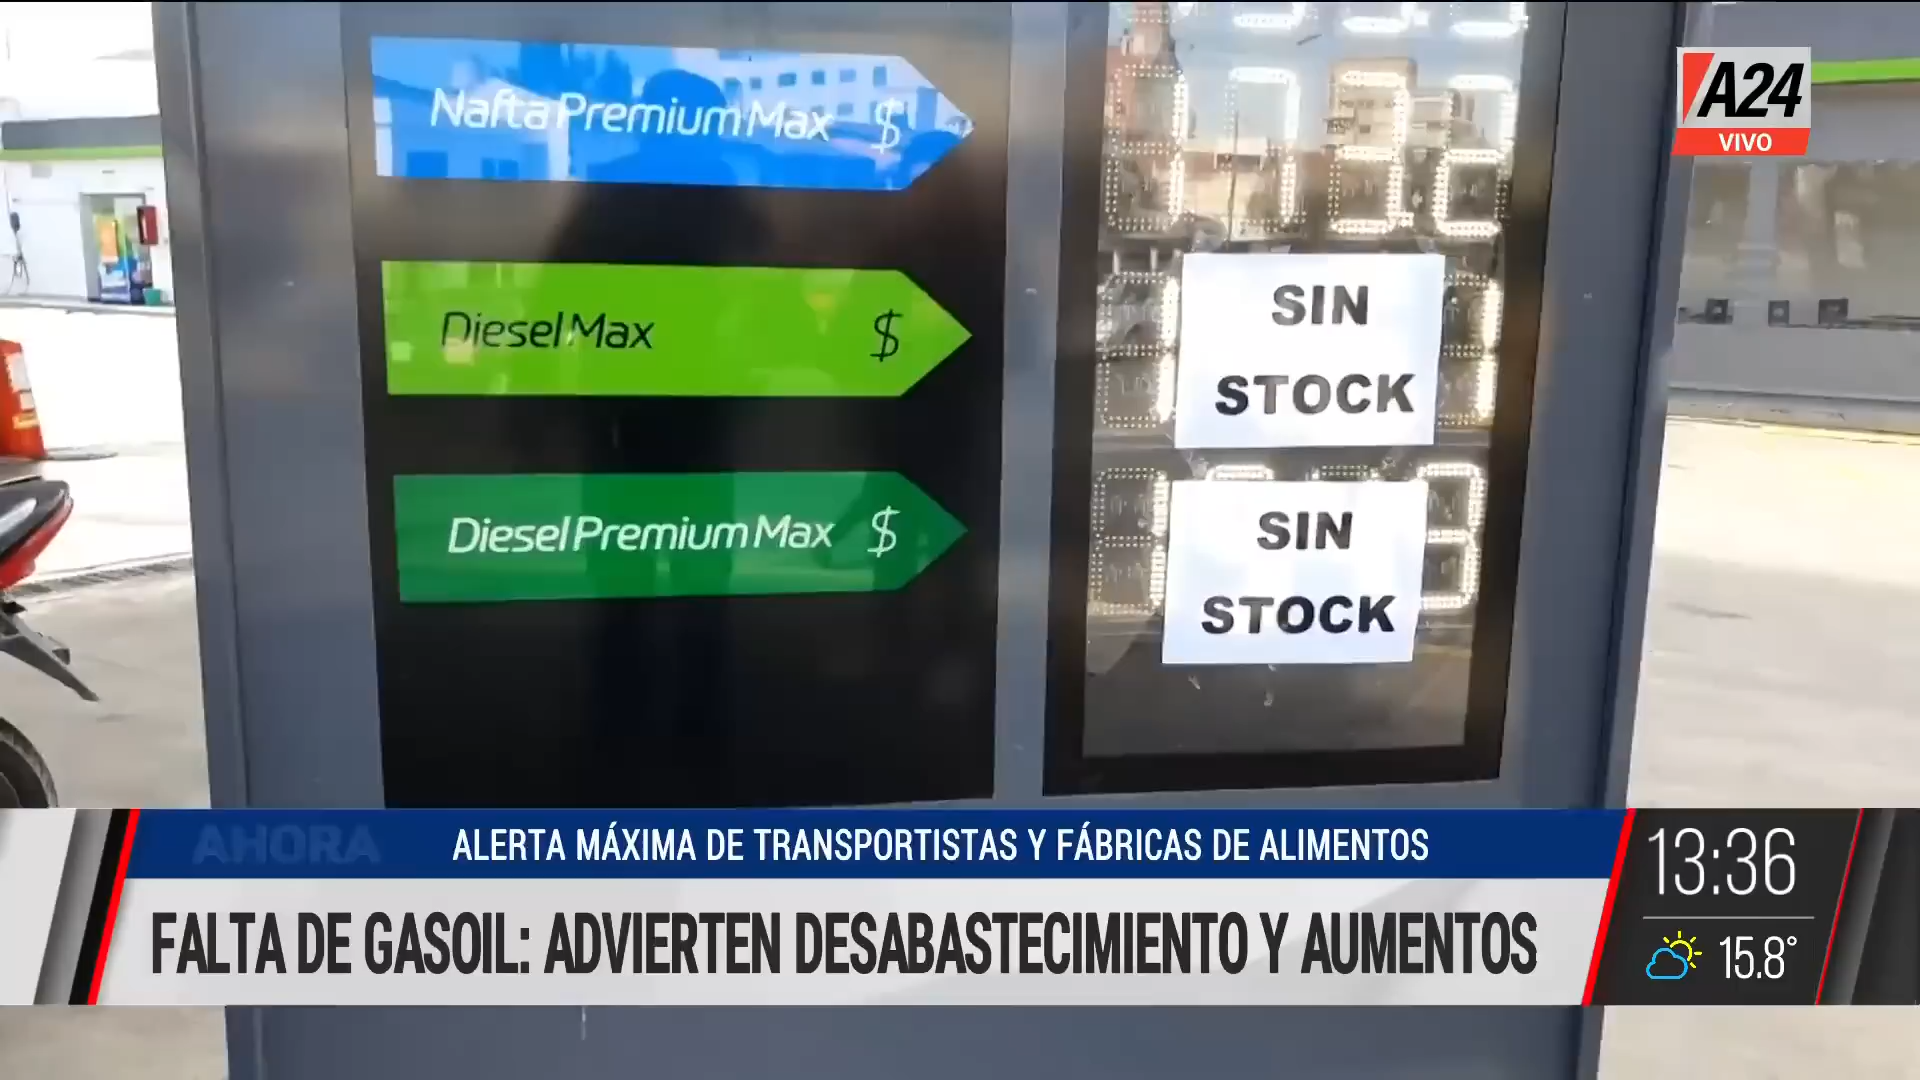 Nafta Premium Max $
A24
VIVO
Diesel Max $
SIN
STOCK
Diesel Premium Max $
SIN
STOCK
AHORA
ALERTA MÁXIMA DE TRANSPORTISTAS Y FÁBRICAS DE ALIMENTOS
13:36
FALTA DE GASOIL: ADVIERTEN DESABASTECIMIENTO Y AUMENTOS
15.8°